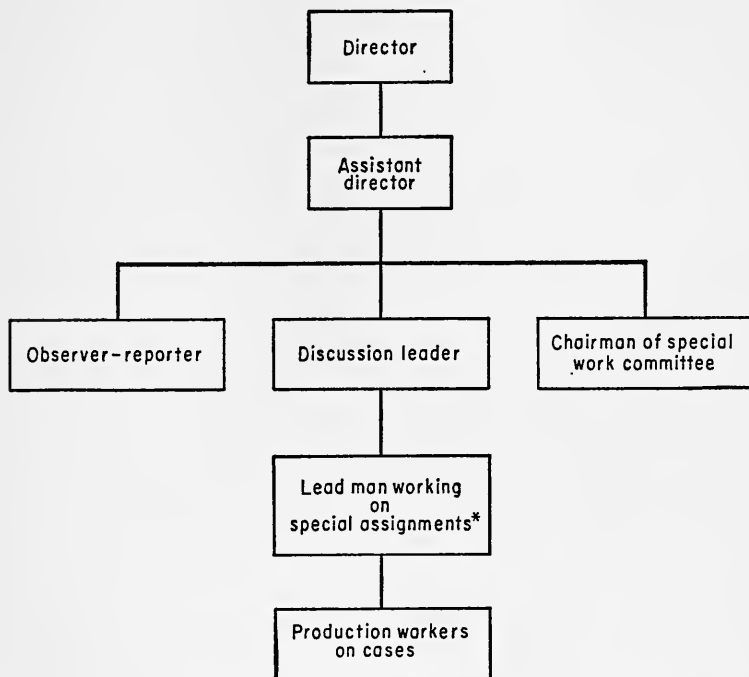 Director
Assistant
director
Observer-reporter
Discussion leader
Chairman of special
work committee
Lead man working
on
special assignments*
Production workers
on cases